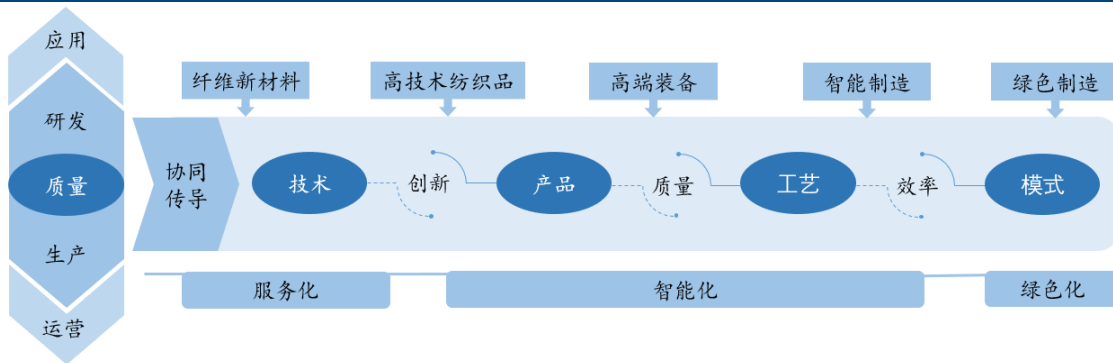 应用
研发
质量
生产
运营
协同
传导
纤维新材料
高技术纺织品
高端装备
智能制造
绿色制造
技术
创新
产品
质量
工艺
效率
模式
服务化
智能化
绿色化